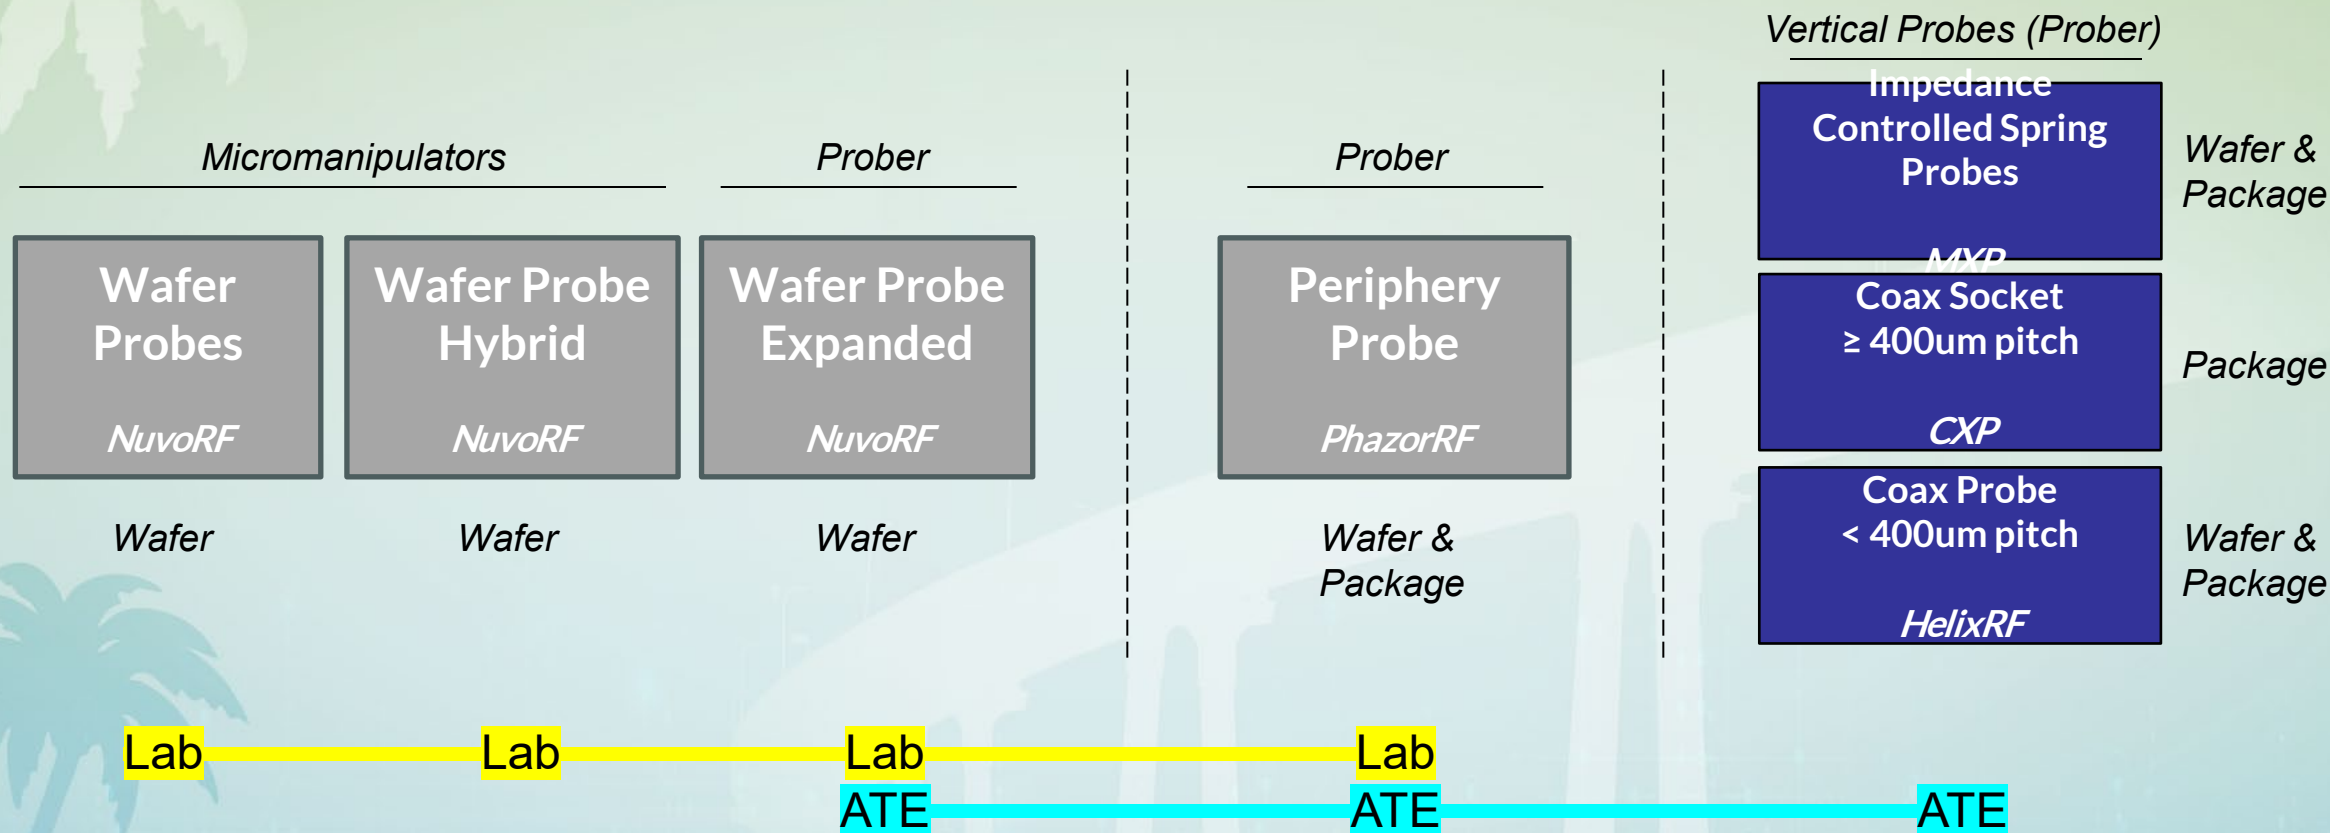 Vertical Probes (Prober)
Micromanipulators
Prober
Prober
Wafer
Probes
NuvoRF
Wafer
Wafer Probe
Hybrid
NuvoRF
Wafer
Wafer Probe
Expanded
NuvoRF
Wafer
Periphery
Probe
PhazorRF
Wafer &
Package
Impedance
Controlled Spring
Probes
MXP
Wafer &
Package
Coax Socket
≥ 400um pitch
CXP
Package
Coax Probe
< 400um pitch
HelixRF
Wafer &
Package
Lab
Lab
Lab
Lab
ATE
ATE
ATE